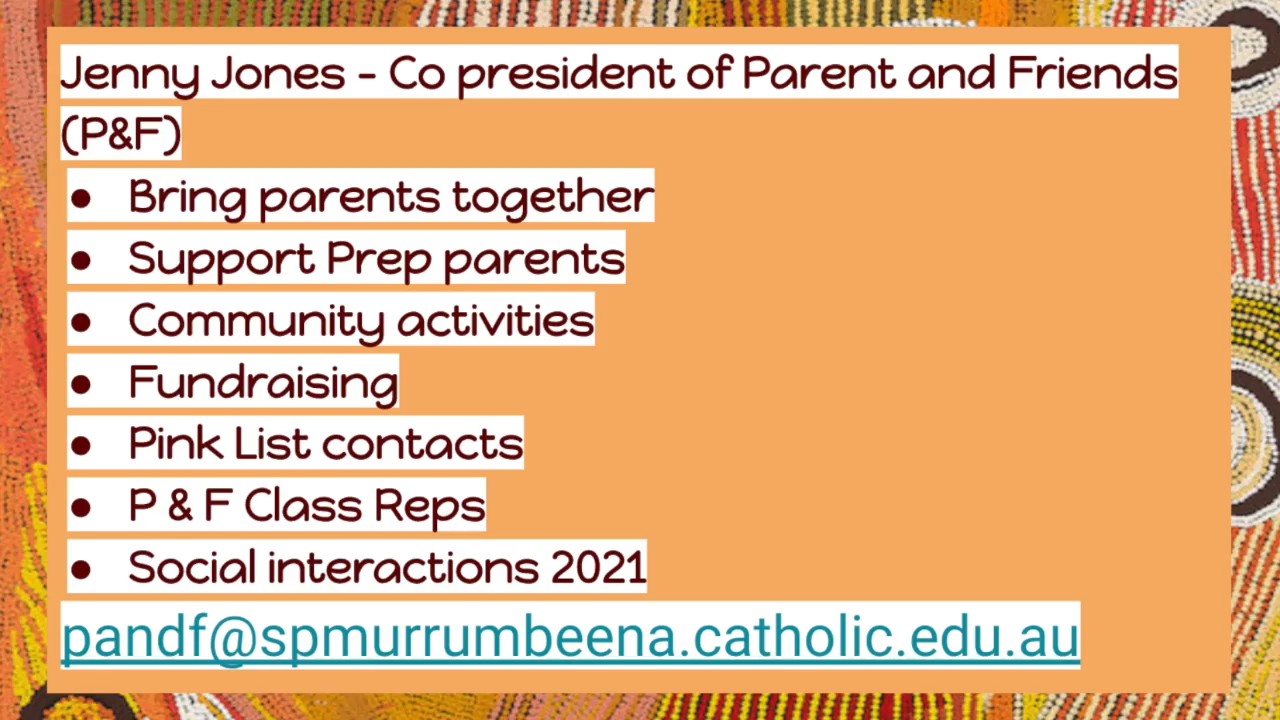 Jenny Jones - Co president of Parent and Friends
(P&F)
● Bring parents together
● Support Prep parents
● Community activities
● Fundraising
● Pink List contacts
● P & F Class Reps
● Social interactions 2021
pandf@spmurrumbeena.catholic.edu.au